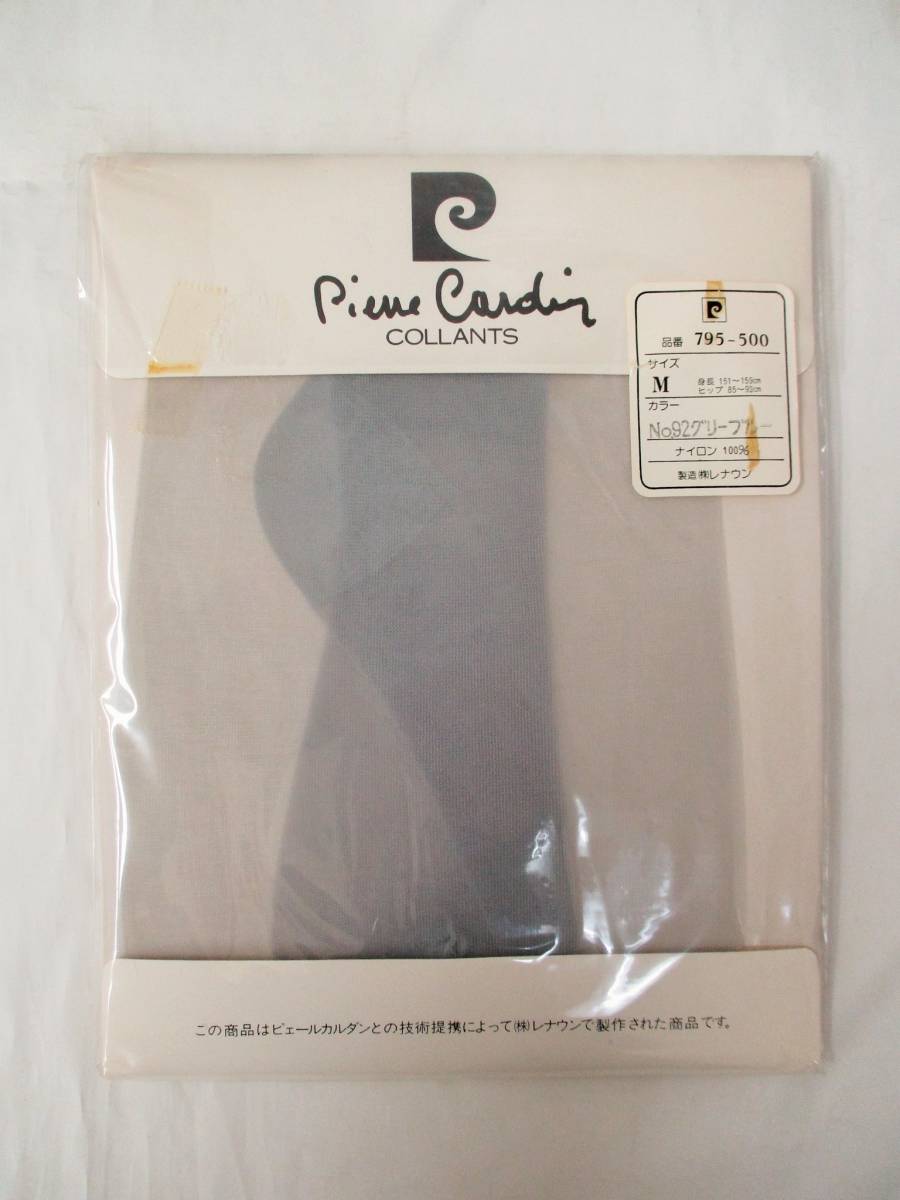 Pierre Cardin
COLLANTS
品番 795-500
サイズ
M 身長 151〜159cm
ヒップ 85〜93cm
カラー
No.92グリーフブルー
ナイロン 100%
製造㈱レナウン
この商品はピェールカルダンとの技術提携によって㈱レナウンで製作された商品です。